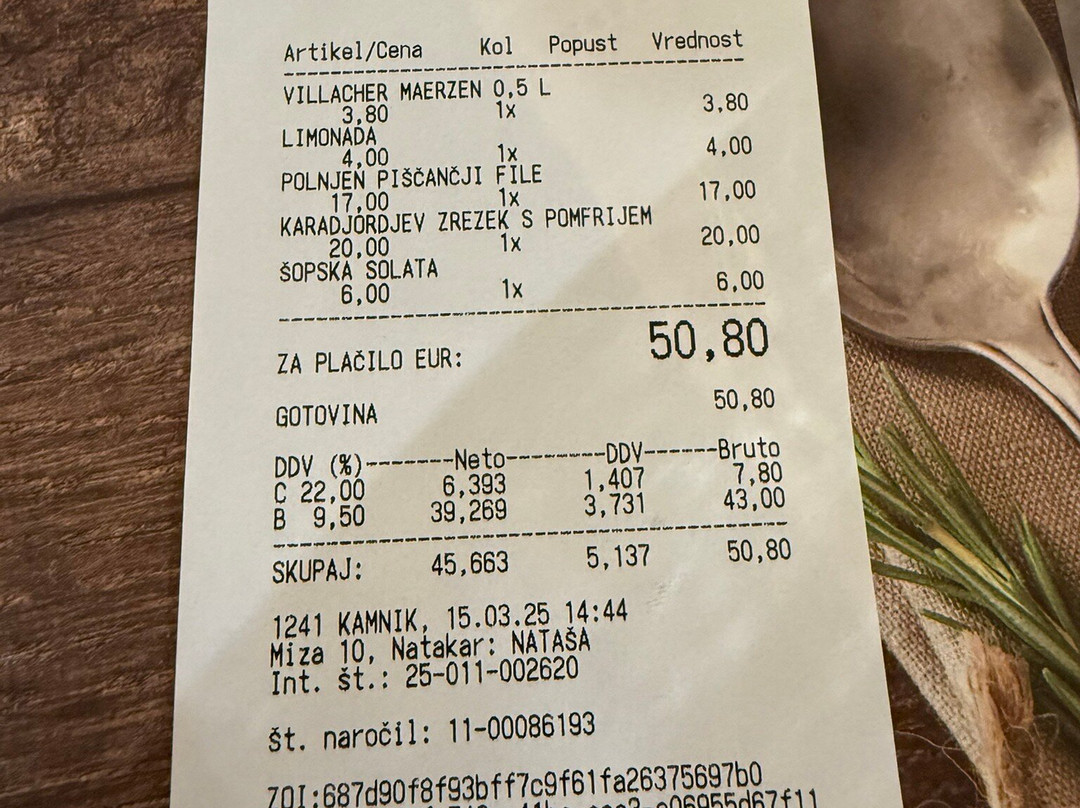 Artikel/Cena Kol Popust Vrednost
VILLACHER MAERZEN 0,5 L
3,80 1x 3,80
LIMONADA
4,00 1x 4,00
POLNJEN PIŠČANČJI FILE
17,00 1x 17,00
KARADJORDJEV ZREZEK S POMFRIJEM
20,00 1x 20,00
ŠOPSKA SOLATA
6,00 1x 6,00
ZA PLAČILO EUR: 50,80
GOTOVINA 50,80
DDV (%)-------Neto---------DDV------Bruto
C 22,00 6,393 1,407 7,80
B 9,50 39,269 3,731 43,00
SKUPAJ: 45,663 5,137 50,80
1241 KAMNIK, 15.03.25 14:44
Miza 10, Natakar: NATAŠA
Int. št.: 25-011-002620
št. naročil: 11-00086193
ZOI:687d90f8f93bff7c9f61fa26375697b0